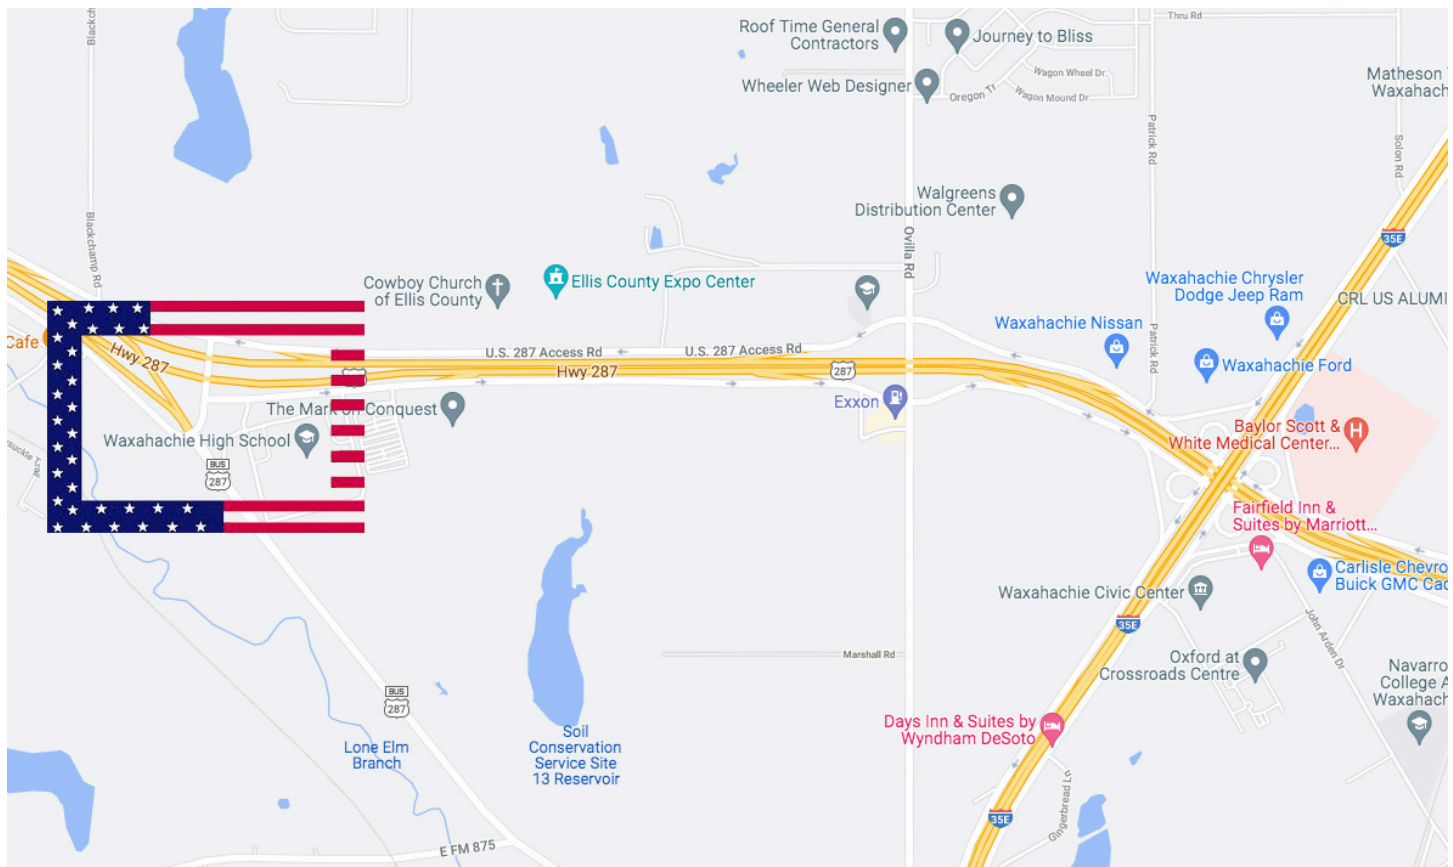 Thru Rd
Roof Time General
Contractors
Journey to Bliss
Wheeler Web Designer
Wagon Wheel Dr
Oregon Tr
Wagon Mound Dr
Matheson
Waxahach
Patrick Rd
Solon Rd
Blackchamp Rd
Walgreens
Distribution Center
Ovilla Rd
35E
Cowboy Church
of Ellis County
Ellis County Expo Center
Waxahachie Chrysler
Dodge Jeep Ram
CRL US ALUMI
Waxahachie Nissan
Patrick Rd
Cafe
Hwy 287
U.S. 287 Access Rd
U.S. 287 Access Rd
Hwy 287
287
Waxahachie Ford
Exxon
The Mark on Conquest
Waxahachie High School
Baylor Scott &
White Medical Center...
BUS
287
Fairfield Inn &
Suites by Marriott...
Carlisle Chevro
Buick GMC Cad
Waxahachie Civic Center
35E
John Arden Dr
Marshall Rd
Oxford at
Crossroads Centre
Navarro
College A
Waxahach
BUS
287
Days Inn & Suites by
Wyndham DeSoto
Soil
Conservation
Service Site
13 Reservoir
Lone Elm
Branch
Gingerbread Ln
35E
E FM 875